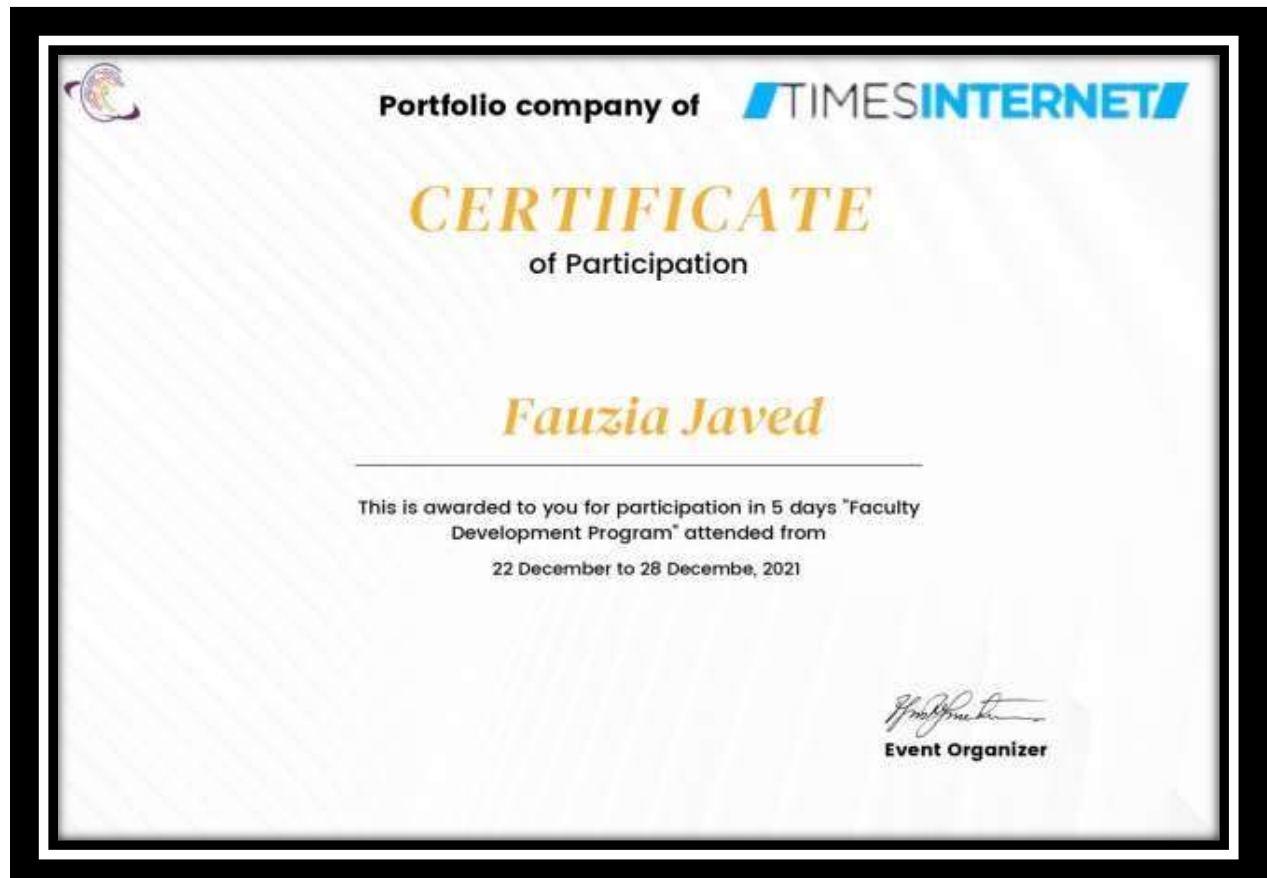 Portfolio company of TIMESINTERNET
CERTIFICATE
of Participation
Fauzia Javed
This is awarded to you for participation in 5 days "Faculty
Development Program" attended from
22 December to 28 Decembe, 2021
Event Organizer